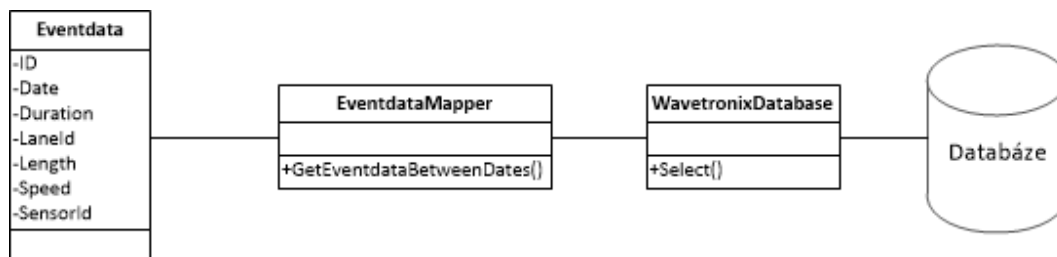 Eventdata
-ID
-Date
-Duration
-LaneId
-Length
-Speed
-SensorId
EventdataMapper
+GetEventdataBetweenDates()
WavetronixDatabase
+Select()
Databáze